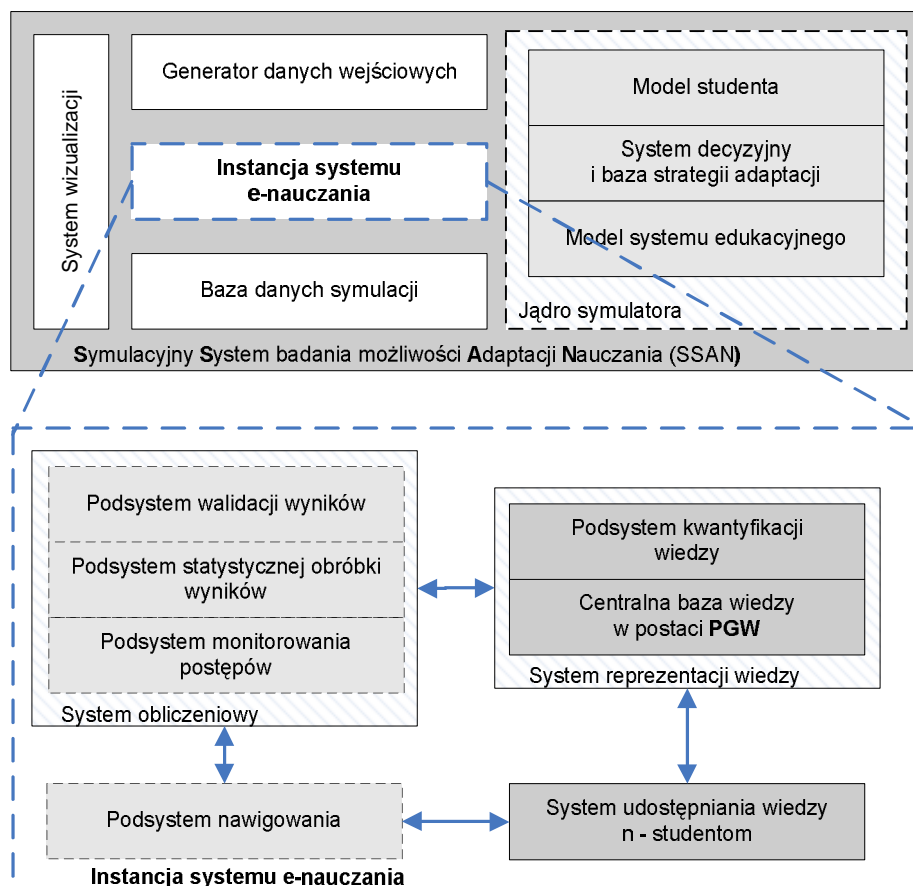 System wizualizacji
Generator danych wejściowych
Instancja systemu
e-nauczania
Baza danych symulacji
Model studenta
System decyzyjny
i baza strategii adaptacji
Model systemu edukacyjnego
Jądro symulatora
Symulacyjny System badania możliwości Adaptacji Nauczania (SSAN)
Podsystem walidacji wyników
Podsystem statystycznej obróbki
wyników
Podsystem monitorowania
postępów
System obliczeniowy
Podsystem kwantyfikacji
wiedzy
Centralna baza wiedzy
w postaci PGW
System reprezentacji wiedzy
Podsystem nawigowania
System udostępniania wiedzy
n - studentom
Instancja systemu e-nauczania